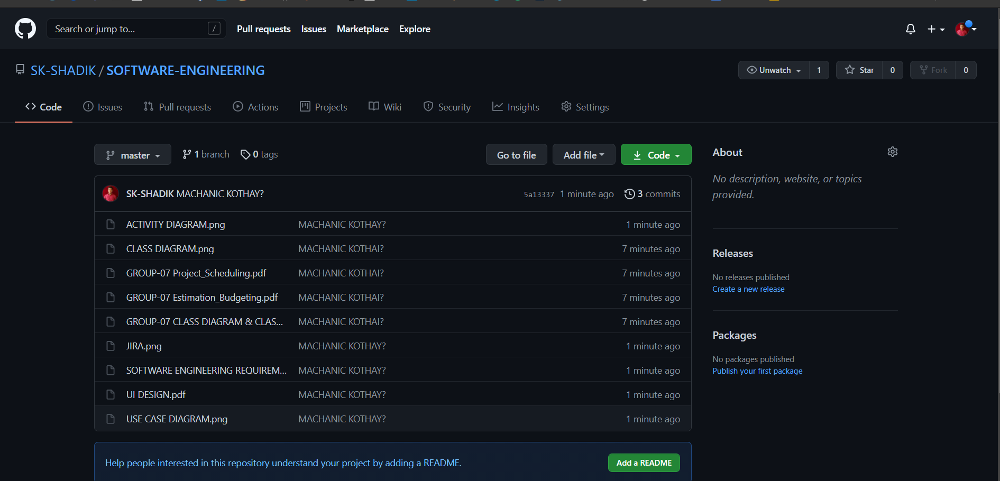 Search or jump to... /
Pull requests Issues Marketplace Explore
SK-SHADIK / SOFTWARE-ENGINEERING
Unwatch 1 Star 0 Fork 0
Code Issues Pull requests Actions Projects Wiki Security Insights Settings
master 1 branch 0 tags Go to file Add file Code
SK-SHADIK MACHANIC KOTHAY? 5a13337 1 minute ago 3 commits
ACTIVITY DIAGRAM.png MACHANIC KOTHAY? 1 minute ago
CLASS DIAGRAM.png MACHANIC KOTHAI? 7 minutes ago
GROUP-07 Project_Scheduling.pdf MACHANIC KOTHAI? 7 minutes ago
GROUP-07 Estimation_Budgeting.pdf MACHANIC KOTHAI? 7 minutes ago
GROUP-07 CLASS DIAGRAM & CLAS... MACHANIC KOTHAI? 7 minutes ago
JIRA.png MACHANIC KOTHAY? 1 minute ago
SOFTWARE ENGINEERING REQUIREM... MACHANIC KOTHAY? 1 minute ago
UI DESIGN.pdf MACHANIC KOTHAY? 1 minute ago
USE CASE DIAGRAM.png MACHANIC KOTHAY? 1 minute ago
Help people interested in this repository understand your project by adding a README. Add a README
About
No description, website, or topics
provided.
Releases
No releases published
Create a new release
Packages
No packages published
Publish your first package